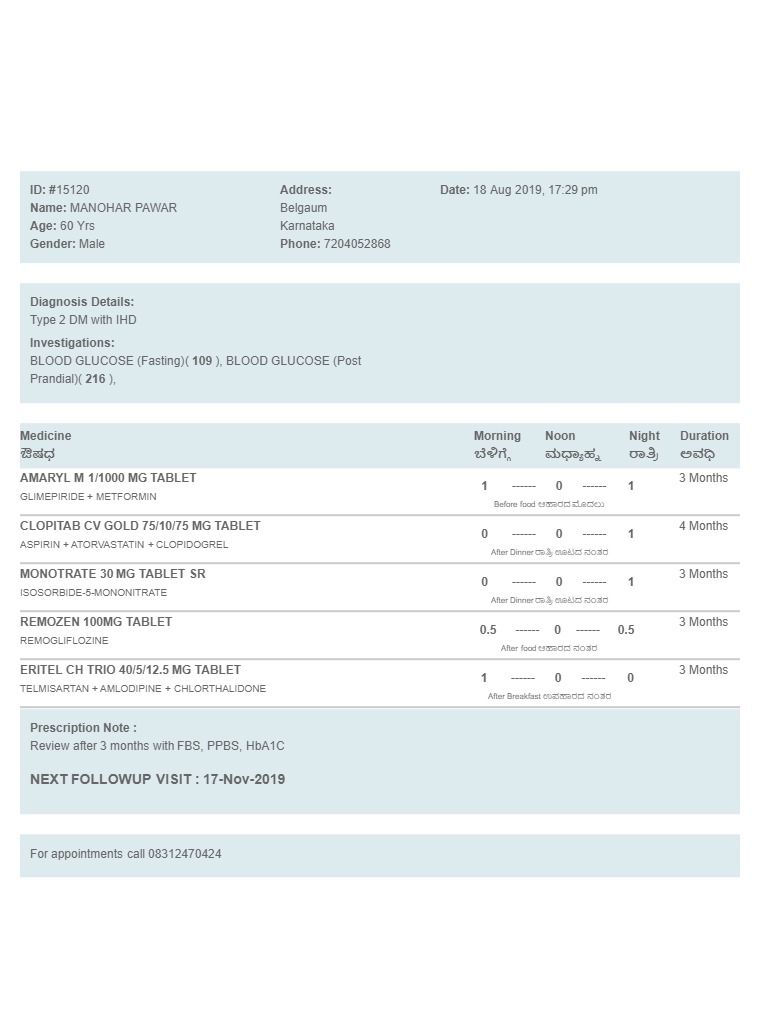 ID: #15120
Name: MANOHAR PAWAR
Age: 60 Yrs
Gender: Male
Address:
Belgaum
Karnataka
Phone: 7204052868
Date: 18 Aug 2019, 17:29 pm
Diagnosis Details:
Type 2 DM with IHD
Investigations:
BLOOD GLUCOSE (Fasting)( 109 ), BLOOD GLUCOSE (Post
Prandial)( 216 ),
Medicine Morning Noon Night Duration
ಔಷಧ ಬೆಳಿಗ್ಗೆ ಮಧ್ಯಾಹ್ನ ರಾತ್ರಿ ಅವಧಿ
AMARYL M 1/1000 MG TABLET 1 ------ 0 ------ 1 3 Months
GLIMEPIRIDE + METFORMIN
Before food ಆಹಾರದ ಮೊದಲು
CLOPITAB CV GOLD 75/10/75 MG TABLET 0 ------ 0 ------ 1 4 Months
ASPIRIN + ATORVASTATIN + CLOPIDOGREL
After Dinner ರಾತ್ರಿ ಊಟದ ನಂತರ
MONOTRATE 30 MG TABLET SR 0 ------ 0 ------ 1 3 Months
ISOSORBIDE-5-MONONITRATE
After Dinner ರಾತ್ರಿ ಊಟದ ನಂತರ
REMOZEN 100MG TABLET 0.5 ------ 0 ------ 0.5 3 Months
REMOGLIFLOZINE
After food ಆಹಾರದ ನಂತರ
ERITEL CH TRIO 40/5/12.5 MG TABLET 1 ------ 0 ------ 0 3 Months
TELMISARTAN + AMLODIPINE + CHLORTHALIDONE
After Breakfast ಉಪಹಾರದ ನಂತರ
Prescription Note :
Review after 3 months with FBS, PPBS, HbA1C
NEXT FOLLOWUP VISIT : 17-Nov-2019
For appointments call 08312470424